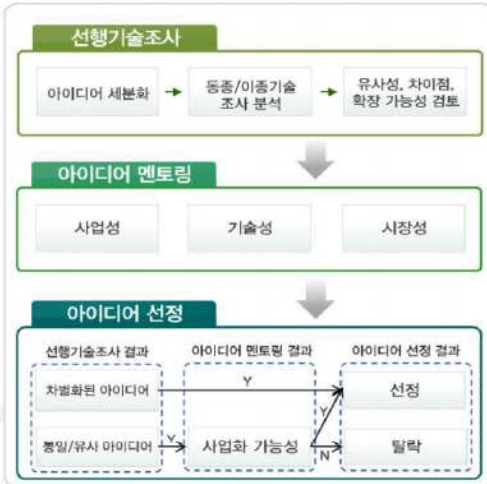 선행기술조사
아이디어 세분화
동종/이종기술
조사 분석
유사성, 차이점,
확장 가능성 검토
아이디어 멘토링
사업성
기술성
시장성
아이디어 선정
선행기술조사 결과
아이디어 멘토링 결과
아이디어 선정 결과
차별화된 아이디어
Y
선정
Y
동일/유사 아이디어
Y
사업화 가능성
N
탈락